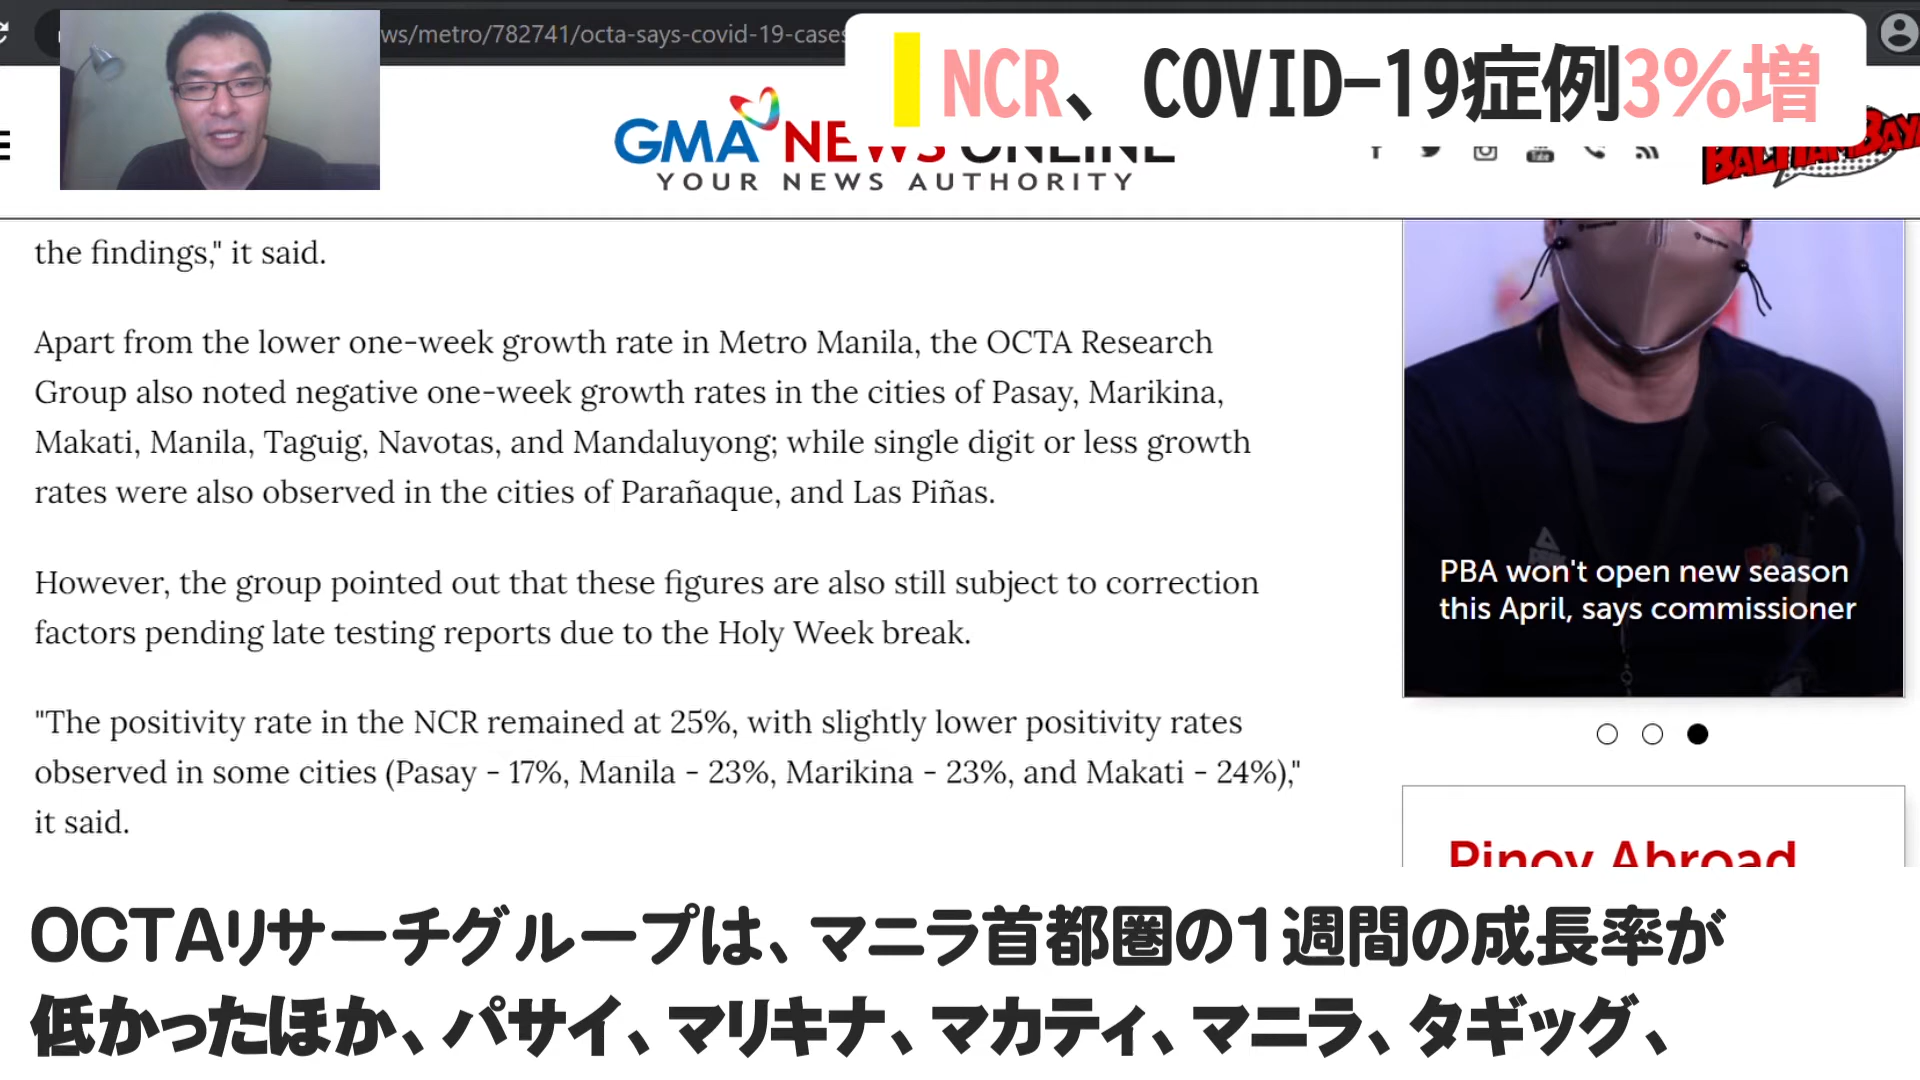 ws/metro/782741/octa-says-covid-19-cases
NCR、COVID-19症例3%増
GMA NEWS ONLINE
YOUR NEWS AUTHORITY
the findings," it said.
Apart from the lower one-week growth rate in Metro Manila, the OCTA Research
Group also noted negative one-week growth rates in the cities of Pasay, Marikina,
Makati, Manila, Taguig, Navotas, and Mandaluyong; while single digit or less growth
rates were also observed in the cities of Parañaque, and Las Piñas.
However, the group pointed out that these figures are also still subject to correction
factors pending late testing reports due to the Holy Week break.
"The positivity rate in the NCR remained at 25%, with slightly lower positivity rates
observed in some cities (Pasay - 17%, Manila - 23%, Marikina - 23%, and Makati - 24%),"
it said.
PBA won't open new season
this April, says commissioner
Pinoy Abroad
OCTAリサーチグループは、マニラ首都圏の1週間の成長率が
低かったほか、パサイ、マリキナ、マカティ、マニラ、タギッグ、